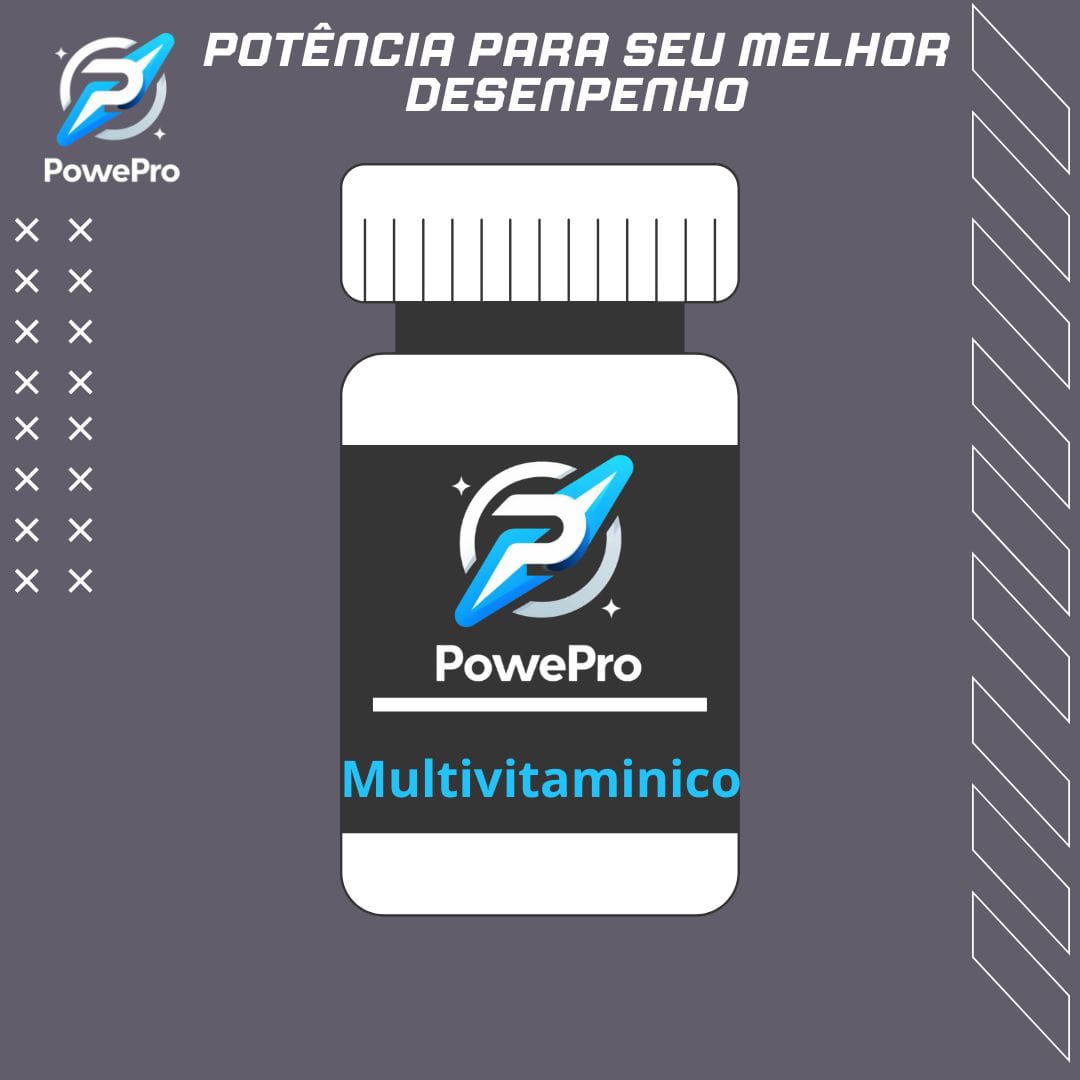 POTÊNCIA PARA SEU MELHOR
DESENPENHO
PowePro
PowePro
Multivitaminico